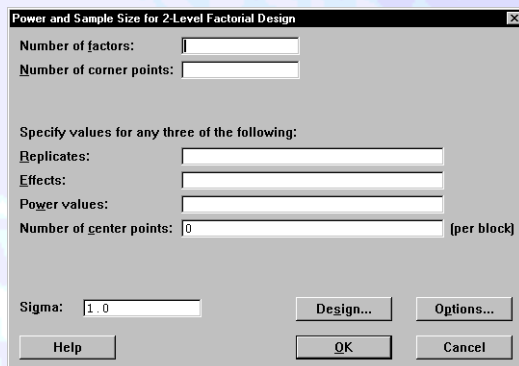 Power and Sample Size for 2-Level Factorial Design
Number of factors:
Number of corner points:
Specify values for any three of the following:
Replicates:
Effects:
Power values:
Number of center points: 0 (per block)
Sigma: 1.0 Design... Options...
Help OK Cancel